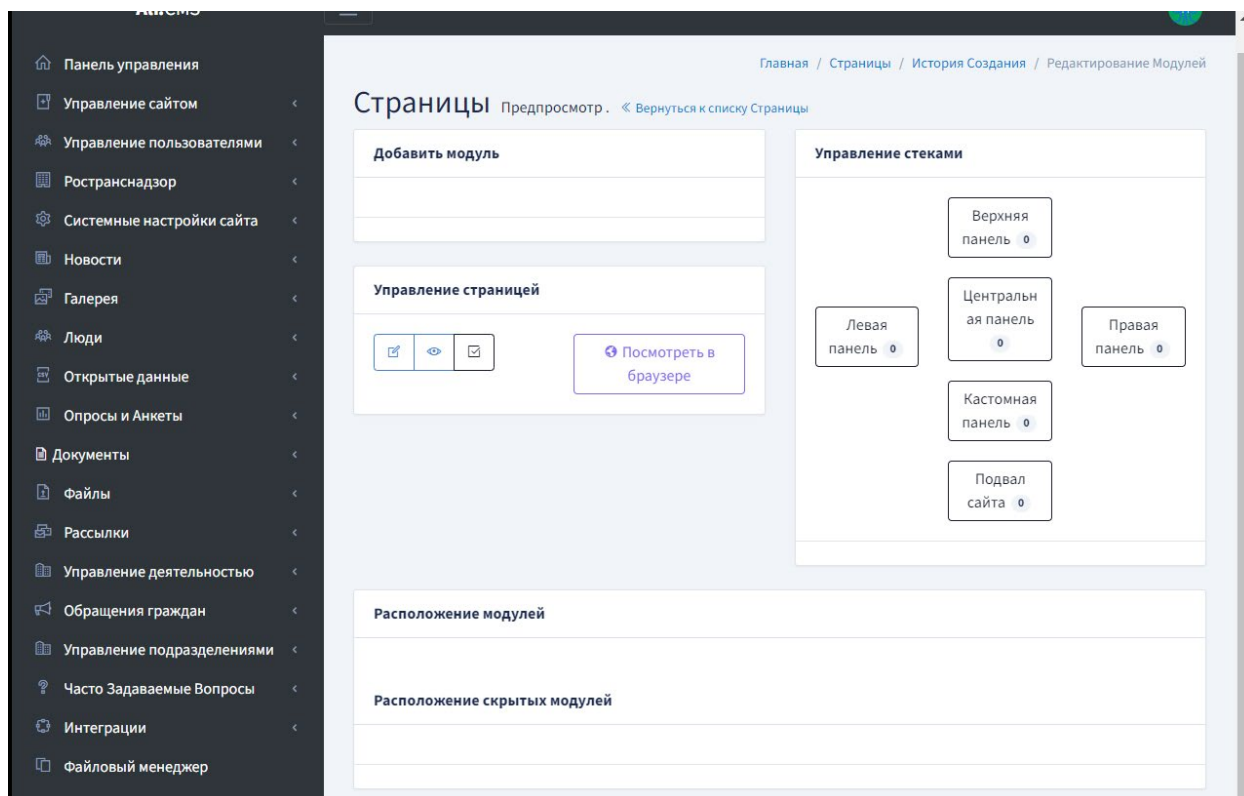 Панель управления
Управление сайтом
Управление пользователями
Ространснадзор
Системные настройки сайта
Новости
Галерея
Люди
Открытые данные
Опросы и Анкеты
Документы
Файлы
Рассылки
Управление деятельностью
Обращения граждан
Управление подразделениями
Часто Задаваемые Вопросы
Интеграции
Файловый менеджер
Главная / Страницы / История Создания / Редактирование Модулей
Страницы Предпросмотр. « Вернуться к списку Страницы
Добавить модуль
Управление страницей
Посмотреть в
браузере
Управление стеками
Верхняя
панель 0
Центральн
ая панель
0
Левая
панель 0
Правая
панель 0
Кастомная
панель 0
Подвал
сайта 0
Расположение модулей
Расположение скрытых модулей